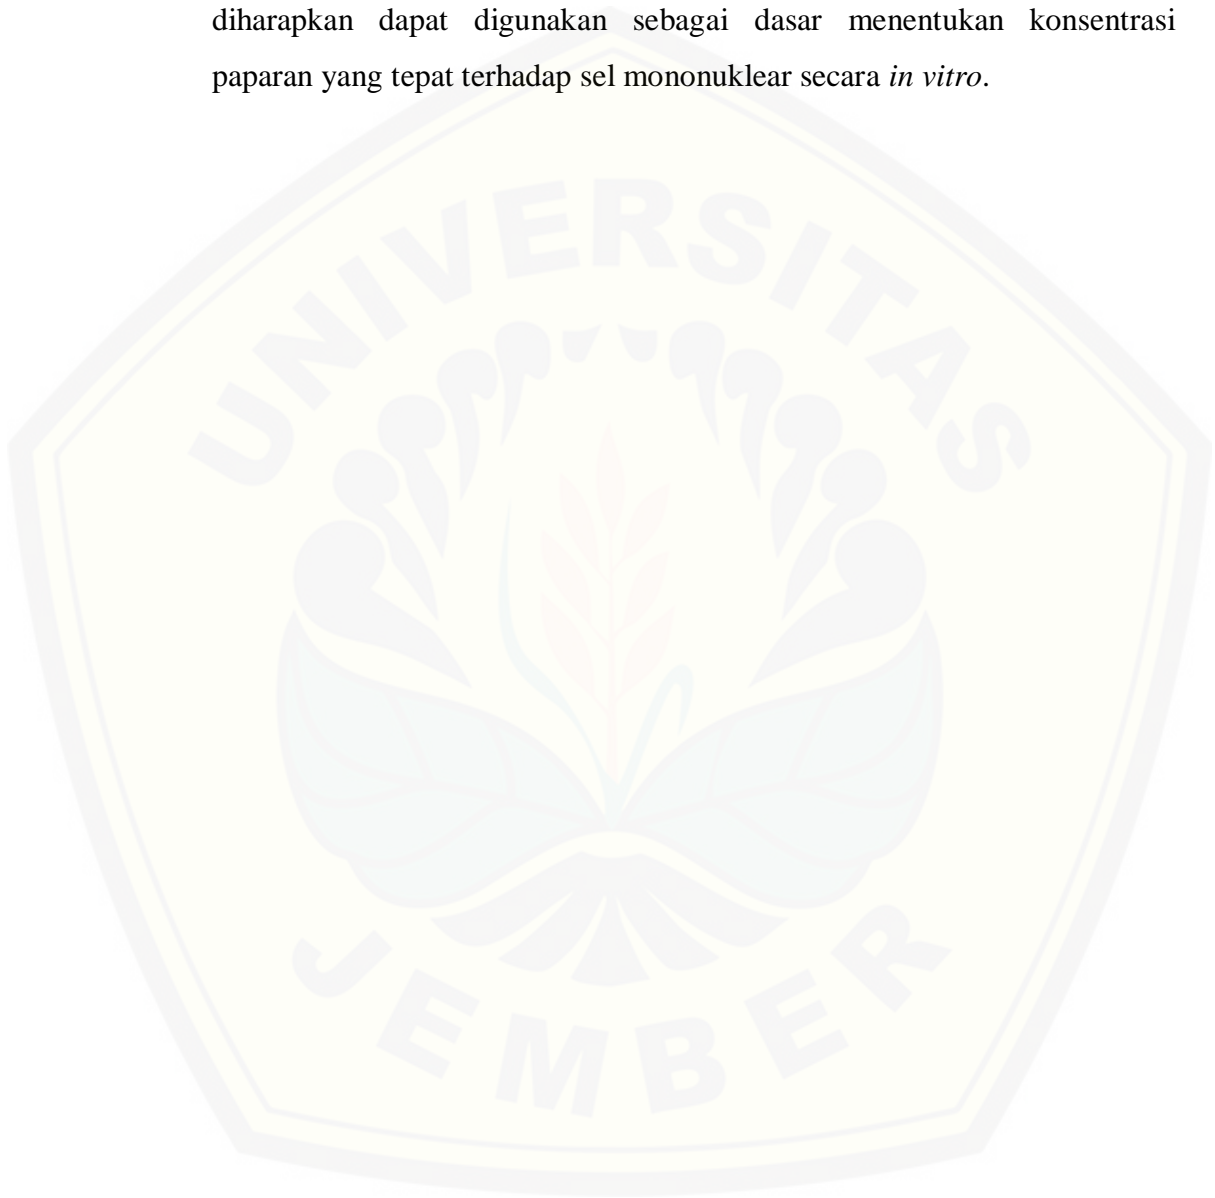 diharapkan dapat digunakan sebagai dasar menentukan konsentrasi
paparan yang tepat terhadap sel mononuklear secara in vitro.
UNIVERSITAS
JEMBER